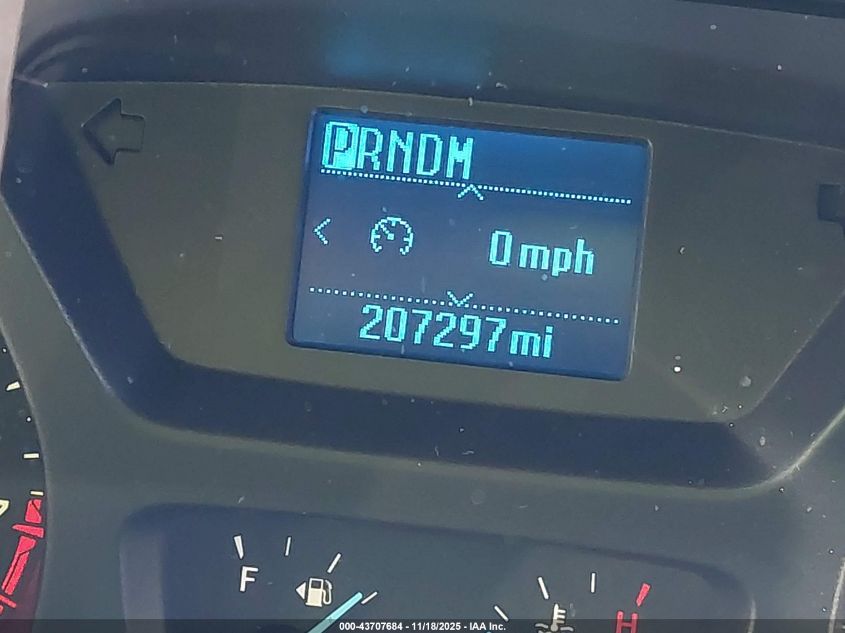 PRNDM
0 mph
207297mi
F
H
000-43707684 - 11/18/2025 - IAA Inc.